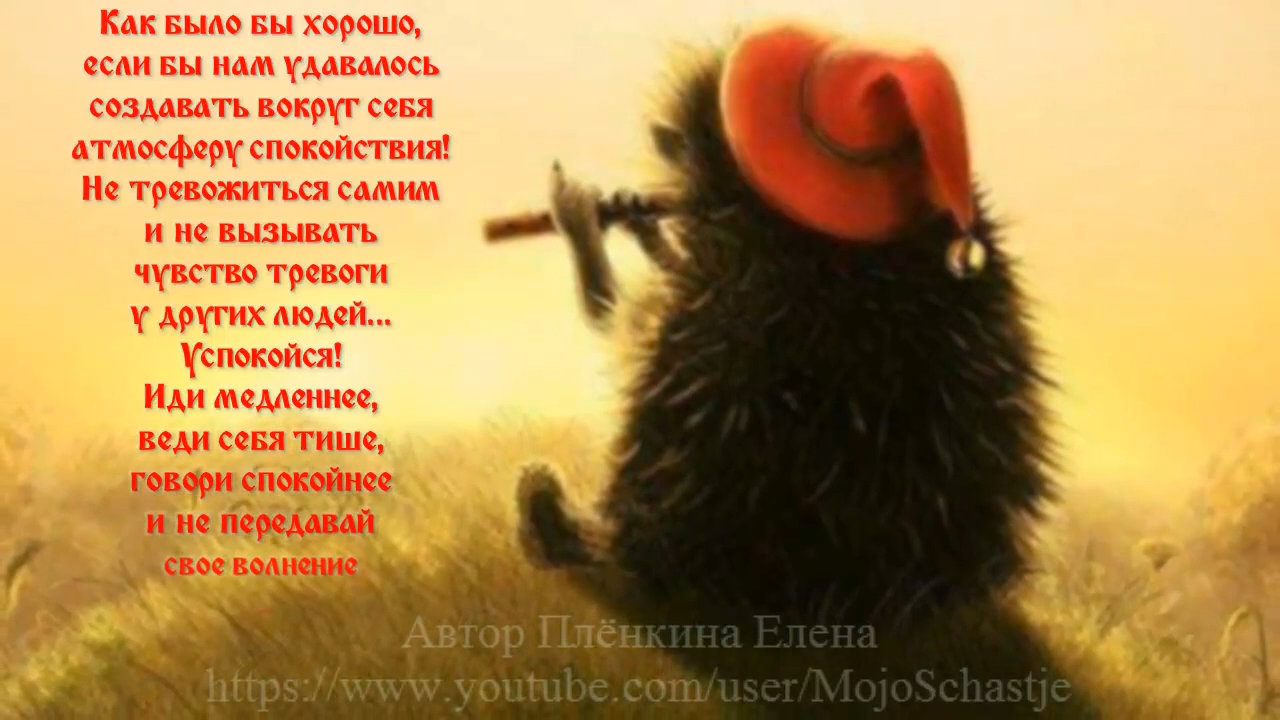 Как было бы хорошо,
если бы нам удавалось
создавать вокруг себя
атмосферу спокойствия!
Не тревожиться самим
и не вызывать
чувство тревоги
у других людей...
Успокойся!
Иди медленнее,
веди себя тише,
говори спокойнее
и не передавай
свое волнение
Автор Плёнкина Елена
https://www.youtube.com/user/MojoSchastje